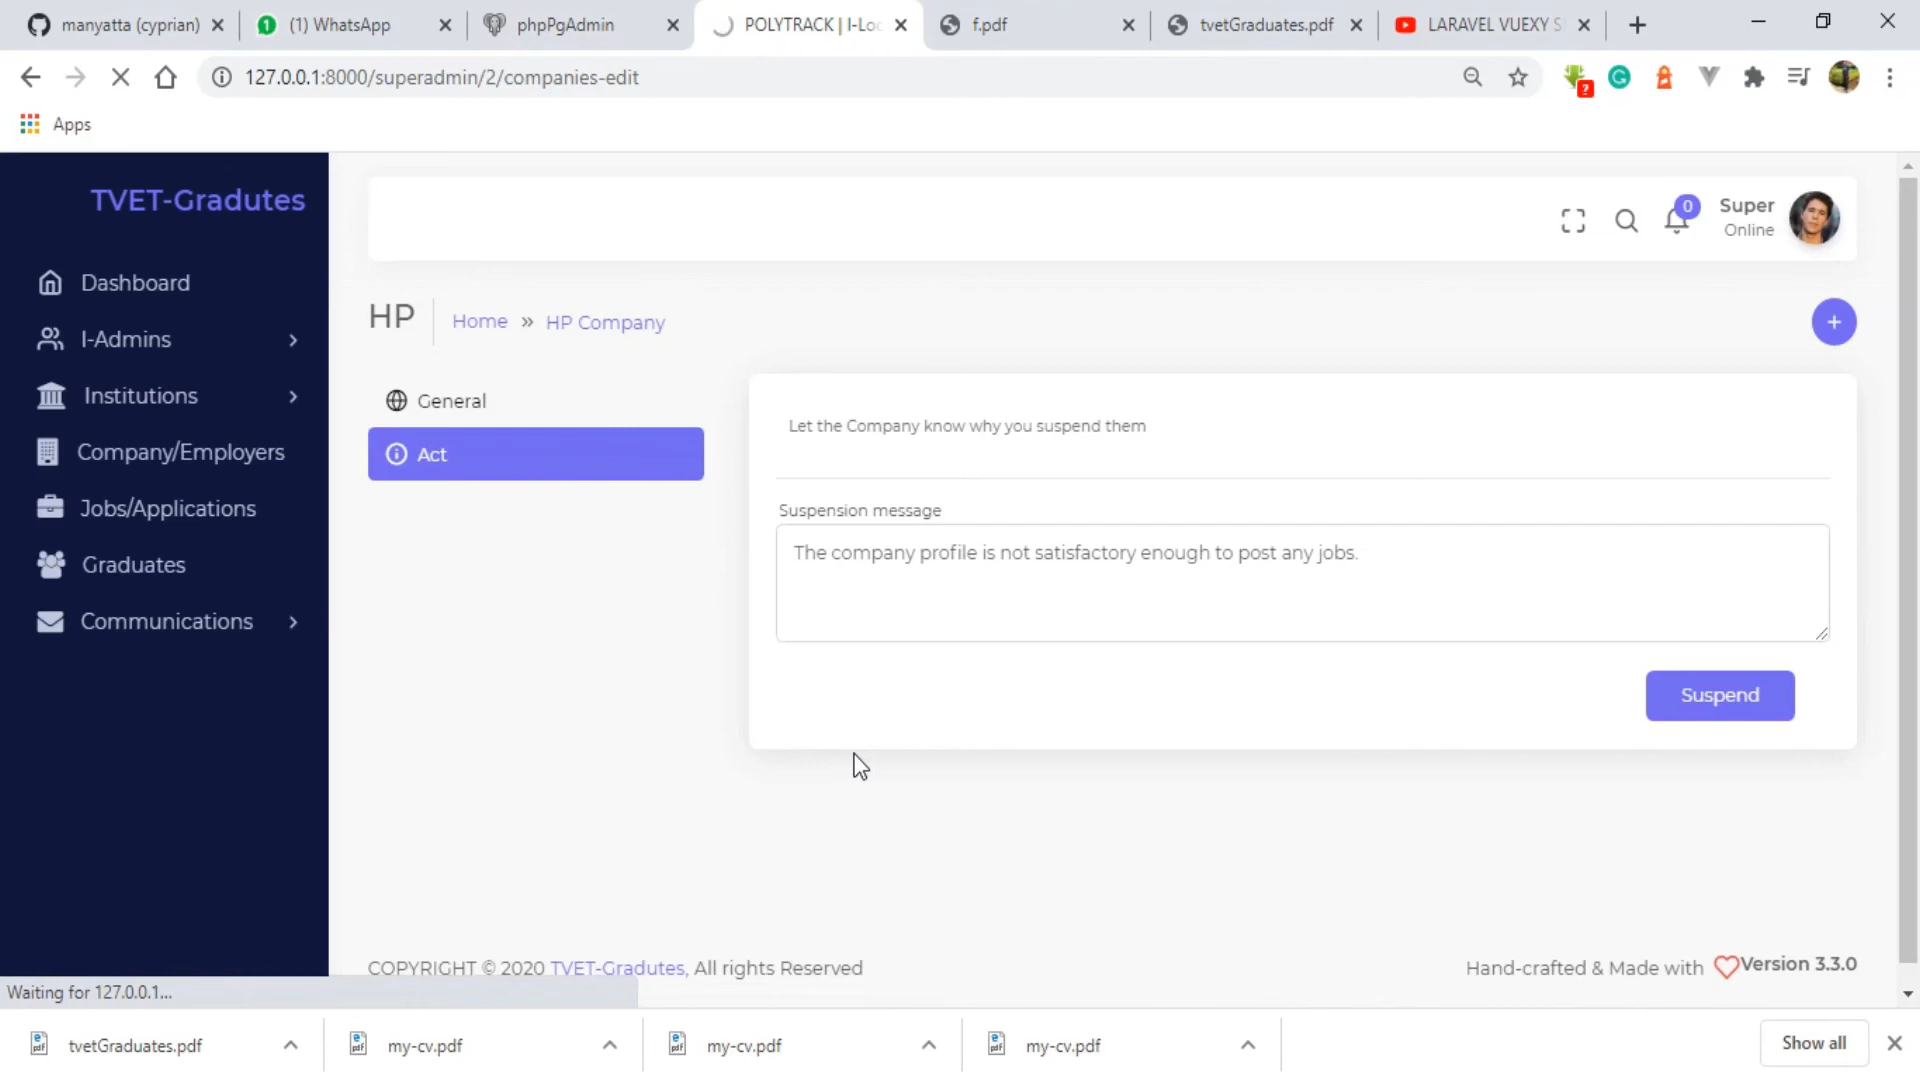 manyatta (cyprian)
1
(1) WhatsApp
phpPgAdmin
POLYTRACK | I-Loc
f.pdf
tvetGraduates.pdf
LARAVEL VUEXY S
127.0.0.1:8000/superadmin/2/companies-edit
?
Apps
TVET-Gradutes
0
Super
Online
Dashboard
I-Admins
Institutions
Company/Employers
Jobs/Applications
Graduates
Communications
HP
Home » HP Company
+
General
Act
Let the Company know why you suspend them
Suspension message
The company profile is not satisfactory enough to post any jobs.
Suspend
COPYRIGHT © 2020 TVET-Gradutes, All rights Reserved
Hand-crafted & Made with Version 3.3.0
Waiting for 127.0.0.1...
tvetGraduates.pdf
my-cv.pdf
my-cv.pdf
my-cv.pdf
Show all